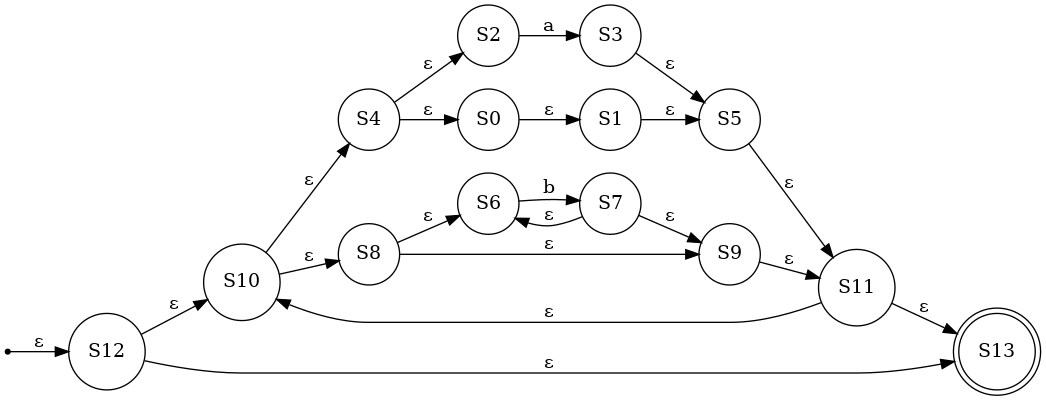 S2 a S3
ε ε
S4 ε S0 ε S1 ε S5
ε ε
S6 b S7
ε ε ε
S8 ε S9
S10 ε ε S11
ε ε ε
ε S12 S13
ε